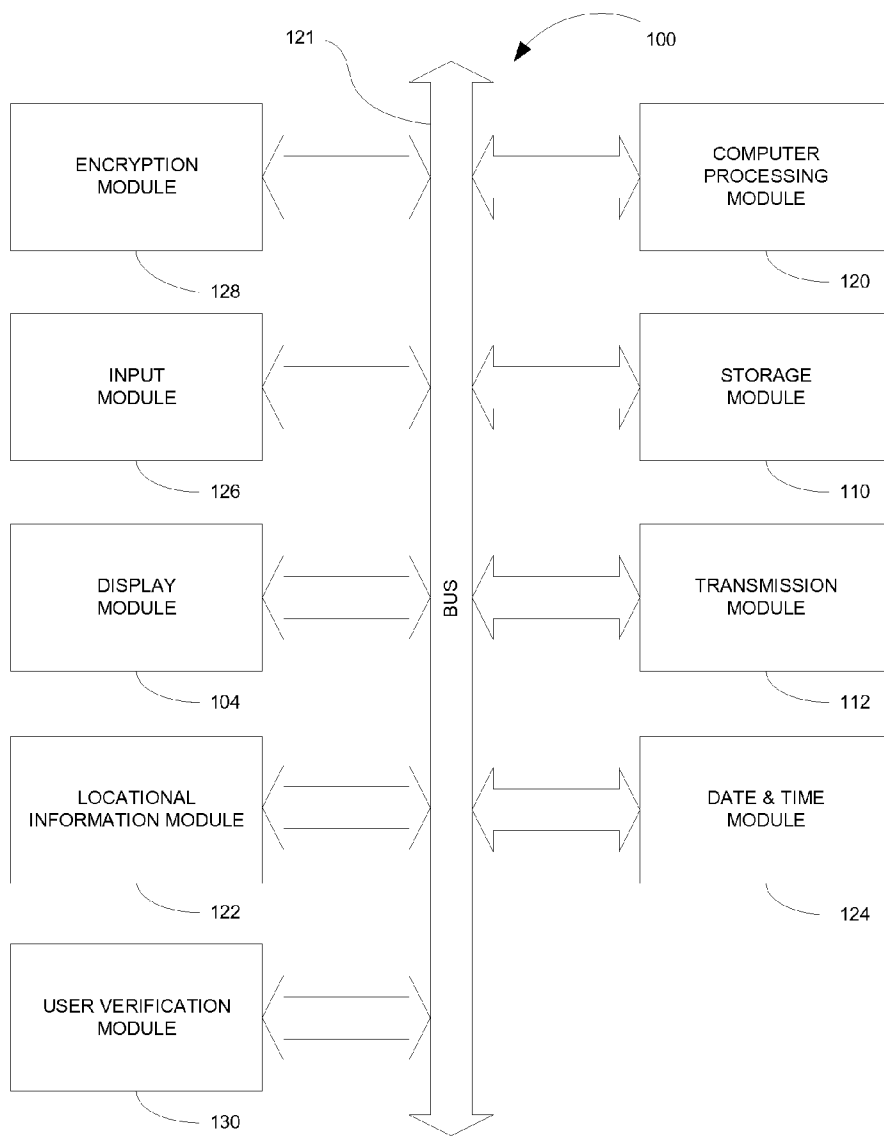 121
100
ENCRYPTION
MODULE
128
COMPUTER
PROCESSING
MODULE
120
INPUT
MODULE
126
STORAGE
MODULE
110
DISPLAY
MODULE
104
BUS
TRANSMISSION
MODULE
112
LOCATIONAL
INFORMATION MODULE
122
DATE & TIME
MODULE
124
USER VERIFICATION
MODULE
130